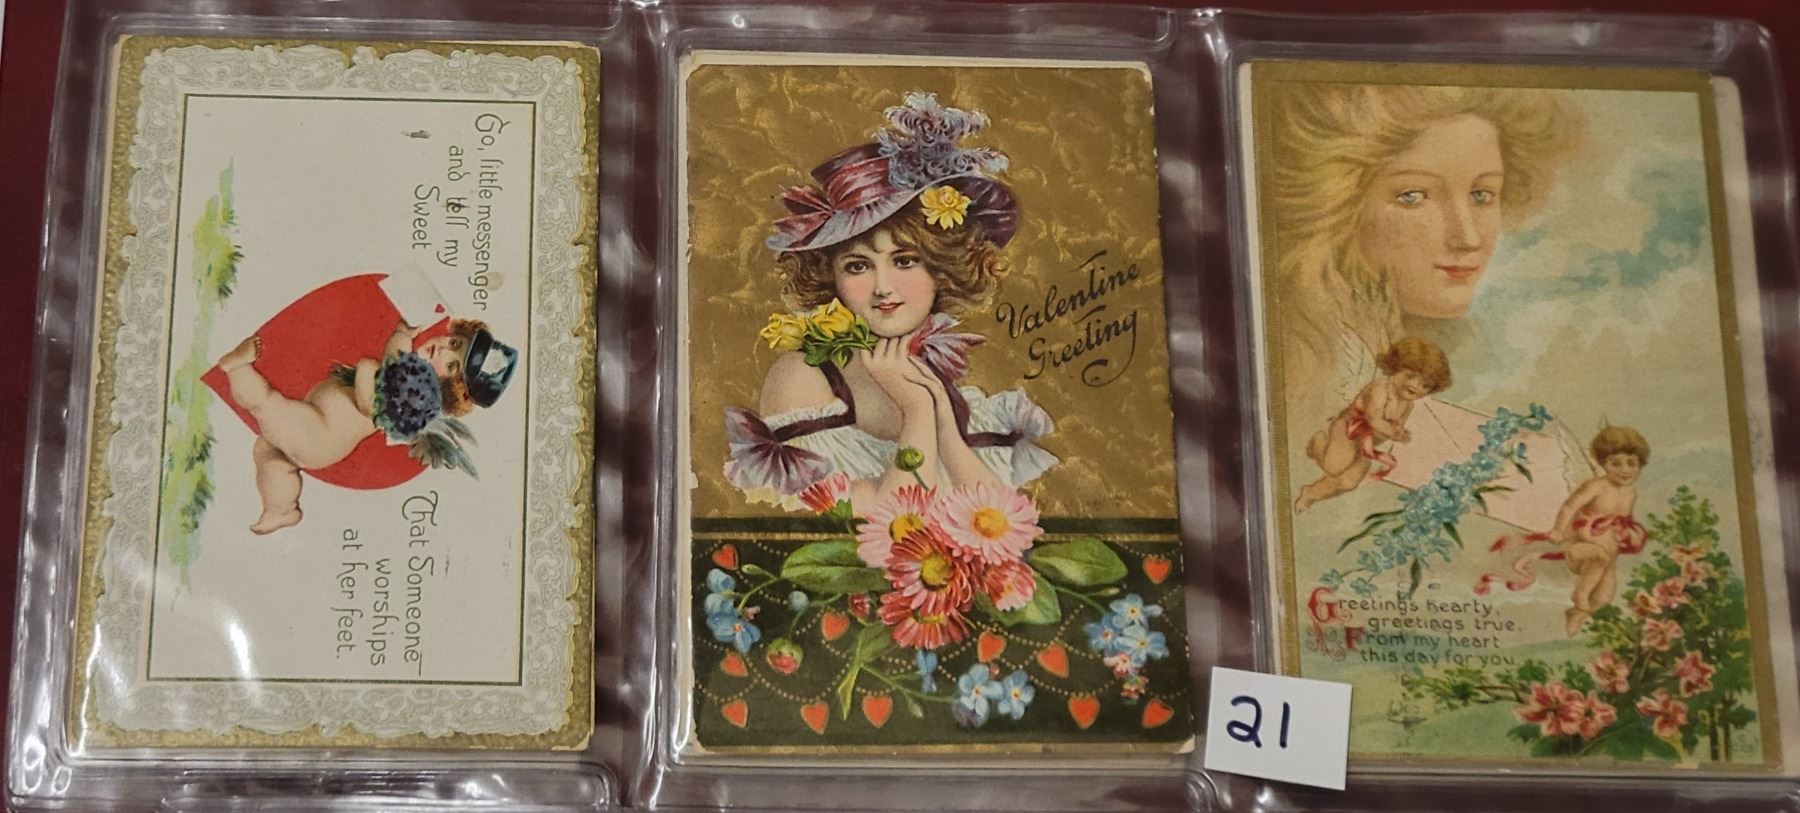 Go, little messenger
and tell my
Sweet
That Someone
worships
at her feet.
Valentine
Greeting
Greetings hearty,
greetings true.
From my heart
this day for you.
21